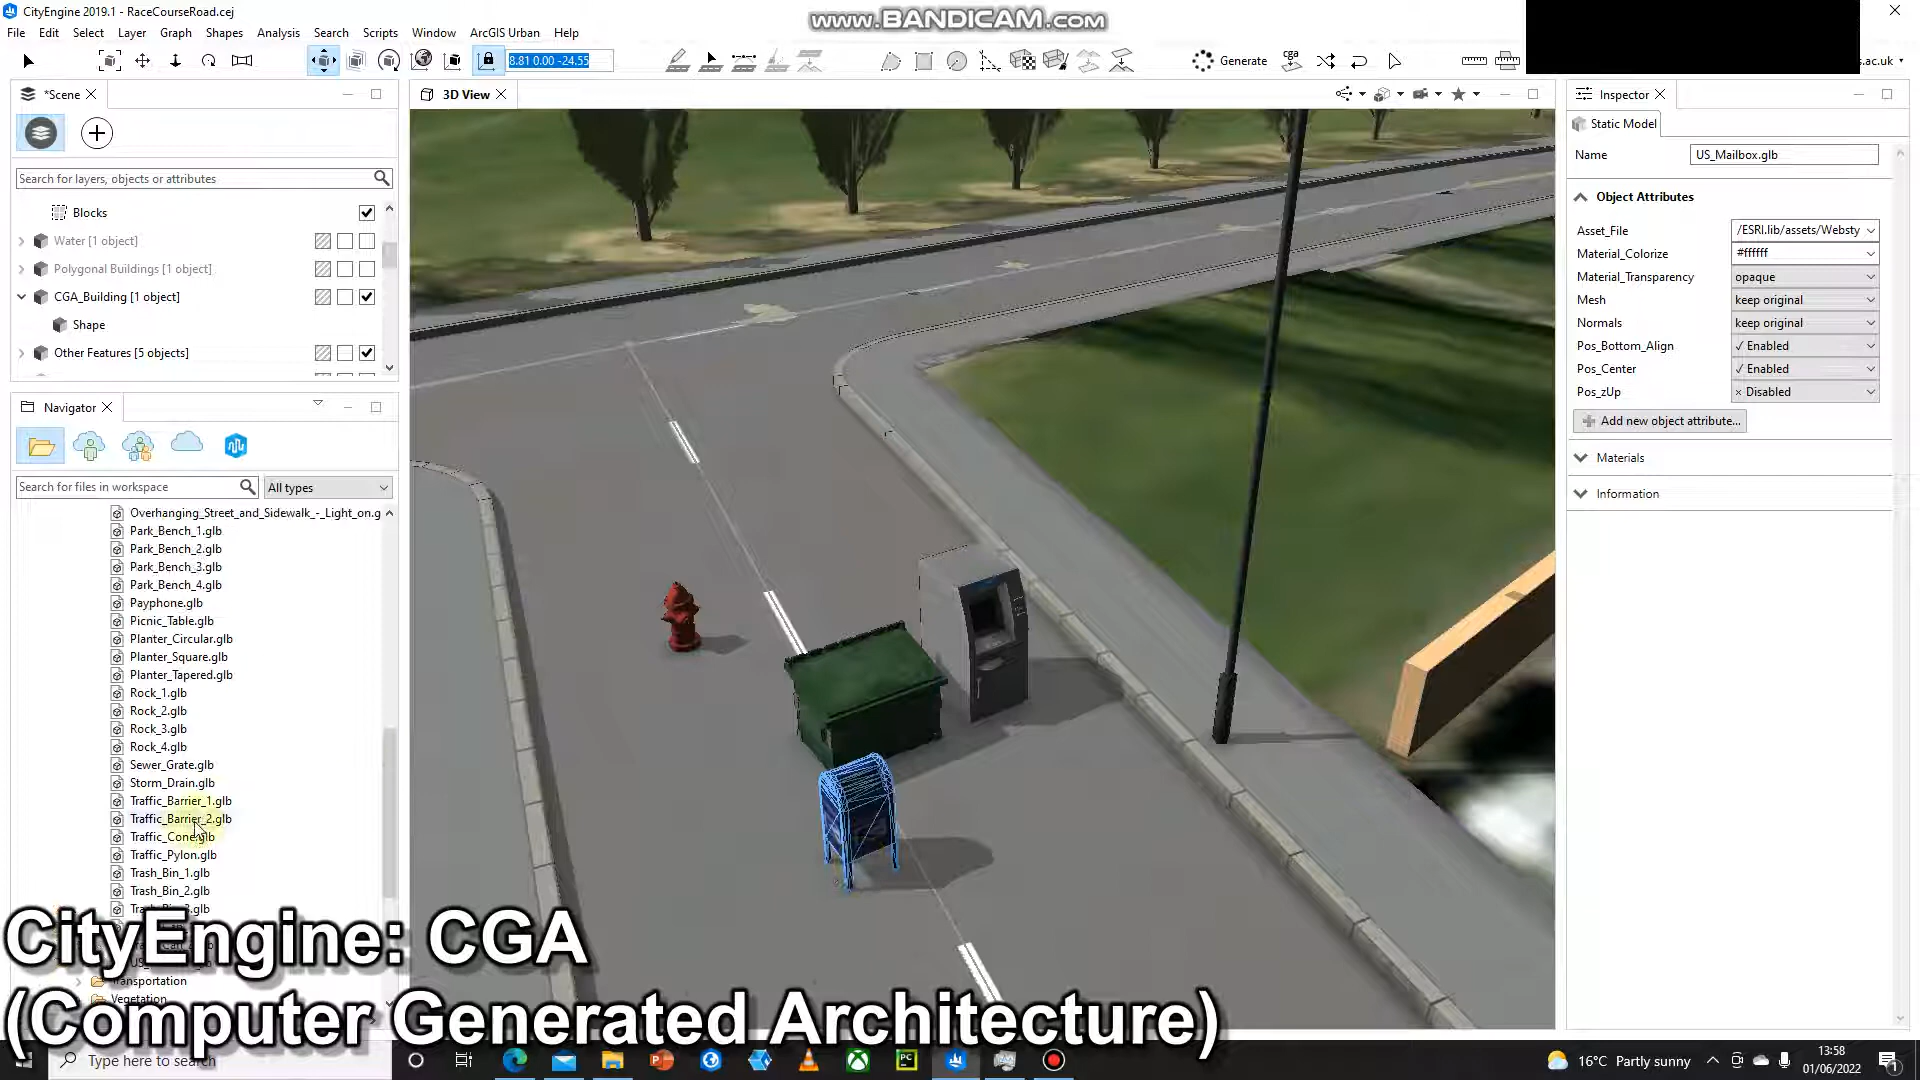 CityEngine 2019.1 - RaceCourseRoad.cej
www.BANDICAM.com
File Edit Select Layer Graph Shapes Analysis Search Scripts Window ArcGIS Urban Help
8.81 0.00 -24.55
cga
Generate
s.ac.uk
*Scene
3D View
Inspector
Static Model
Name US_Mailbox.glb
Search for layers, objects or attributes
Blocks
Water [1 object]
Polygonal Buildings [1 object]
CGA_Building [1 object]
Shape
Other Features [5 objects]
Object Attributes
Asset_File /ESRI.lib/assets/Websty
Material_Colorize #ffffff
Material_Transparency opaque
Mesh keep original
Normals keep original
Pos_Bottom_Align ✓ Enabled
Pos_Center ✓ Enabled
Pos_zUp × Disabled
Add new object attribute...
Materials
Information
Navigator
Search for files in workspace All types
Overhanging_Street_and_Sidewalk_-_Light_on.g
Park_Bench_1.glb
Park_Bench_2.glb
Park_Bench_3.glb
Park_Bench_4.glb
Payphone.glb
Picnic_Table.glb
Planter_Circular.glb
Planter_Square.glb
Planter_Tapered.glb
Rock_1.glb
Rock_2.glb
Rock_3.glb
Rock_4.glb
Sewer_Grate.glb
Storm_Drain.glb
Traffic_Barrier_1.glb
Traffic_Barrier_2.glb
Traffic_Cone.glb
Traffic_Pylon.glb
Trash_Bin_1.glb
Trash_Bin_2.glb
Transportation
Vegetation
CityEngine: CGA
(Computer Generated Architecture)
Type here to search
16°C Partly sunny
13:58
01/06/2022